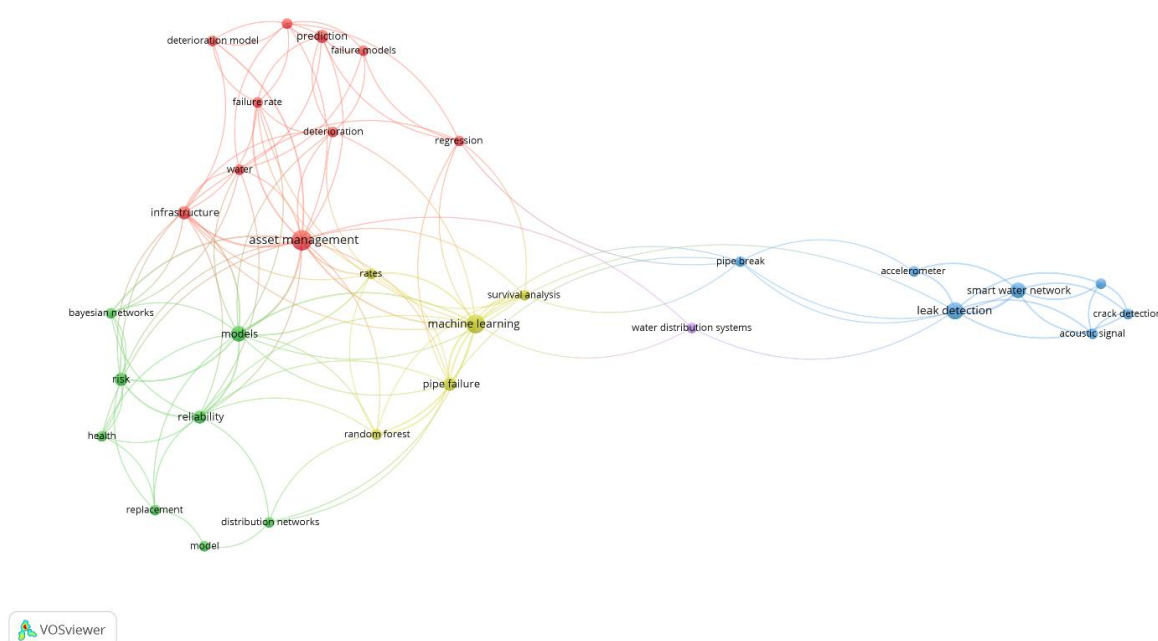 prediction
deterioration model
failure models
failure rate
deterioration
regression
water
infrastructure
asset management
pipe break
rates
accelerometer
smart water network
survival analysis
bayesian networks
leak detection
crack detection
machine learning
water distribution systems
models
acoustic signal
risk
pipe failure
reliability
health
random forest
replacement
distribution networks
model
VOSviewer